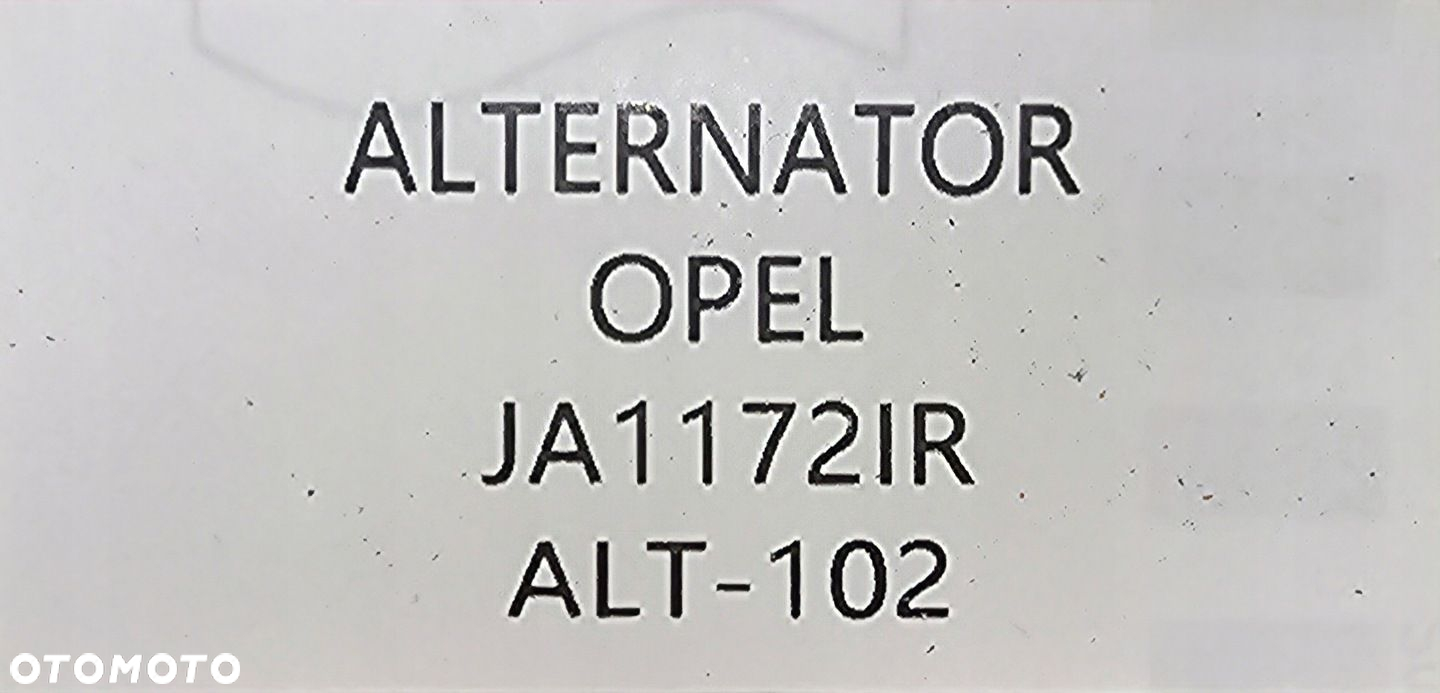 ALTERNATOR
OPEL
JA1172IR
ALT-102
OTOMOTO